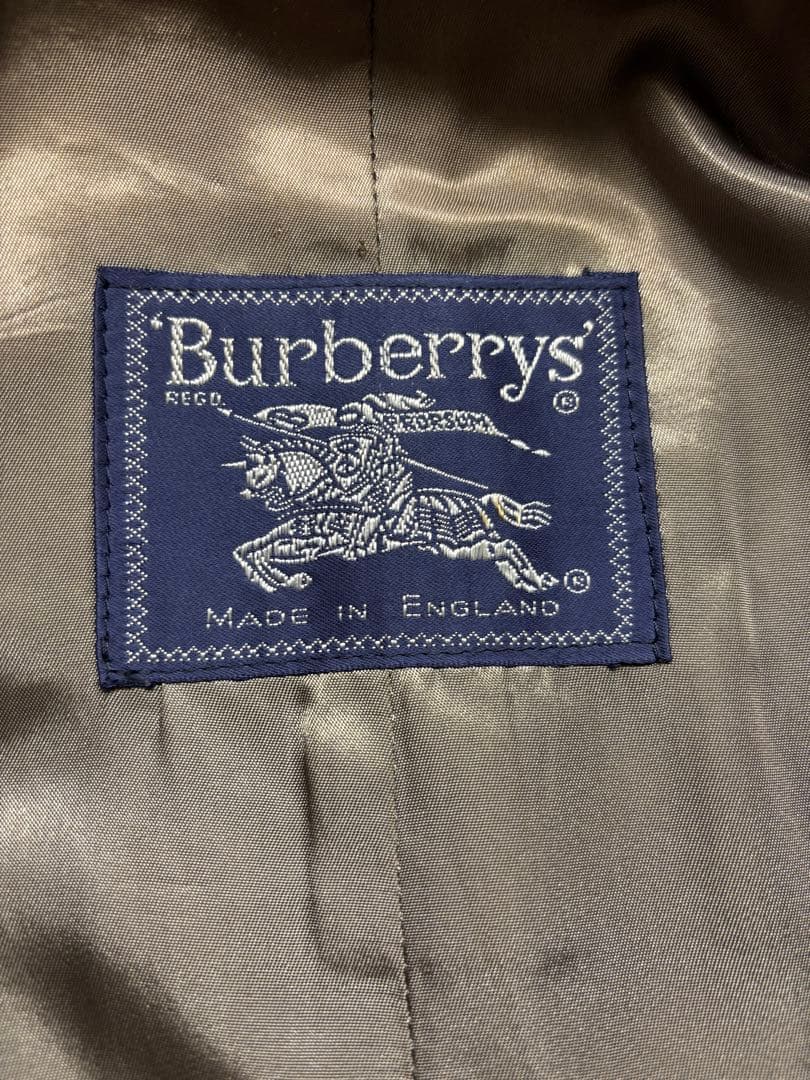 'Burberrys'
REGD. ©
PRORSUM
®
MADE IN ENGLAND